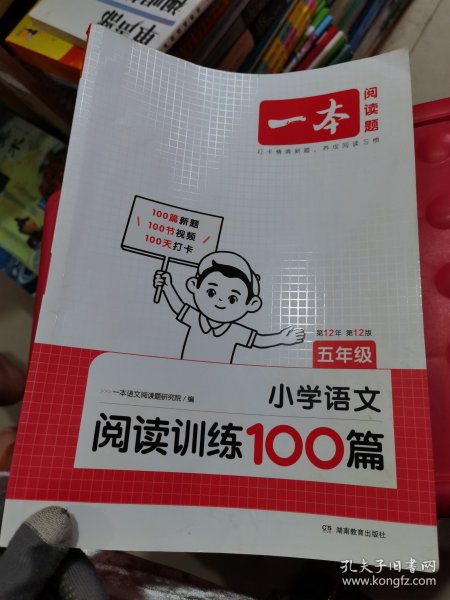 单音部
一本
阅读题
打卡精典新题，养成阅读习惯
100篇新题
100节视频
100天打卡
第12年 第12版
五年级
小学语文
>>>一本语文阅读题研究院/编
阅读训练100篇
湖南教育出版社
孔夫子旧书网
www.kongfz.com